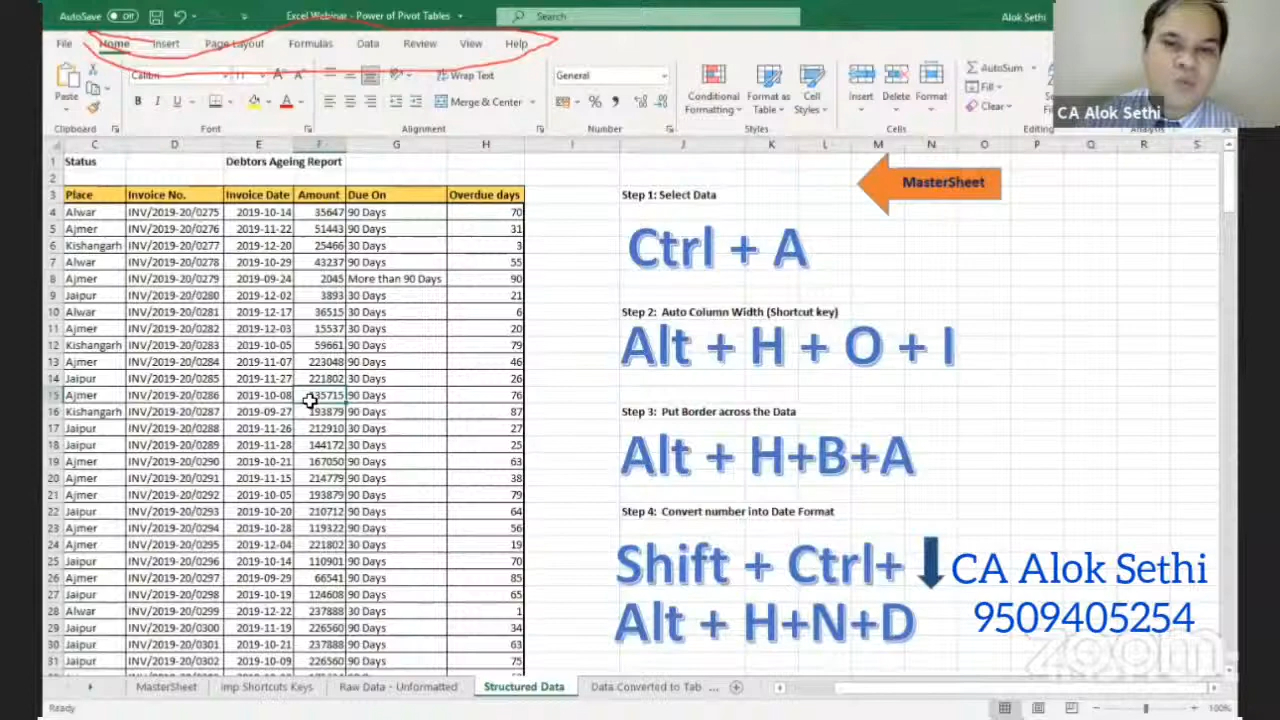 AutoSave Off Excel Webinar - Power of Pivot Tables Search Alok Sethi
File Home Insert Page Layout Formulas Data Review View Help
Paste Calibri 11 Wrap Text General Conditional Formatting Format as Table Cell Styles Insert Delete Format AutoSum
B I U Merge & Center Fill
Clear
Clipboard Font Alignment Number Styles Cells Editing
CA Alok Sethi
C D E F G H I J K L M N O P Q R S
1 Status Debtors Ageing Report
2
3 Place Invoice No. Invoice Date Amount Due On Overdue days
4 Alwar INV/2019-20/0275 2019-10-14 35647 90 Days 70
5 Ajmer INV/2019-20/0276 2019-11-22 51443 90 Days 31
6 Kishangarh INV/2019-20/0277 2019-12-20 25466 30 Days 3
7 Alwar INV/2019-20/0278 2019-10-29 43237 90 Days 55
8 Ajmer INV/2019-20/0279 2019-09-24 2045 More than 90 Days 90
9 Jaipur INV/2019-20/0280 2019-12-02 3893 30 Days 21
10 Alwar INV/2019-20/0281 2019-12-17 36515 30 Days 6
11 Ajmer INV/2019-20/0282 2019-12-03 15537 30 Days 20
12 Kishangarh INV/2019-20/0283 2019-10-05 59661 90 Days 79
13 Ajmer INV/2019-20/0284 2019-11-07 223048 90 Days 46
14 Jaipur INV/2019-20/0285 2019-11-27 221802 30 Days 26
15 Ajmer INV/2019-20/0286 2019-10-08 90 Days 76
16 Kishangarh INV/2019-20/0287 2019-09-27 193879 90 Days 87
17 Jaipur INV/2019-20/0288 2019-11-26 212910 30 Days 27
18 Jaipur INV/2019-20/0289 2019-11-28 144172 30 Days 25
19 Ajmer INV/2019-20/0290 2019-10-21 167050 90 Days 63
20 Ajmer INV/2019-20/0291 2019-11-15 214779 90 Days 38
21 Ajmer INV/2019-20/0292 2019-10-05 193879 90 Days 79
22 Jaipur INV/2019-20/0293 2019-10-20 210712 90 Days 64
23 Ajmer INV/2019-20/0294 2019-10-28 119322 90 Days 56
24 Ajmer INV/2019-20/0295 2019-12-04 221802 30 Days 19
25 Jaipur INV/2019-20/0296 2019-10-14 110901 90 Days 70
26 Ajmer INV/2019-20/0297 2019-09-29 66541 90 Days 85
27 Jaipur INV/2019-20/0298 2019-10-19 124608 90 Days 65
28 Alwar INV/2019-20/0299 2019-12-22 237888 30 Days 1
29 Jaipur INV/2019-20/0300 2019-11-19 226560 90 Days 34
30 Jaipur INV/2019-20/0301 2019-10-21 237888 90 Days 63
31 Jaipur INV/2019-20/0302 2019-10-09 226560 90 Days 75
MasterSheet
Step 1: Select Data
Ctrl + A
Step 2: Auto Column Width (Shortcut key)
Alt + H + O + I
Step 3: Put Border across the Data
Alt + H+B+A
Step 4: Convert number into Date Format
Shift + Ctrl+
Alt + H+N+D
CA Alok Sethi
9509405254
zoom
MasterSheet imp Shortcuts Keys Raw Data - Unformatted Structured Data Data Converted to Tab ...
Ready 100%